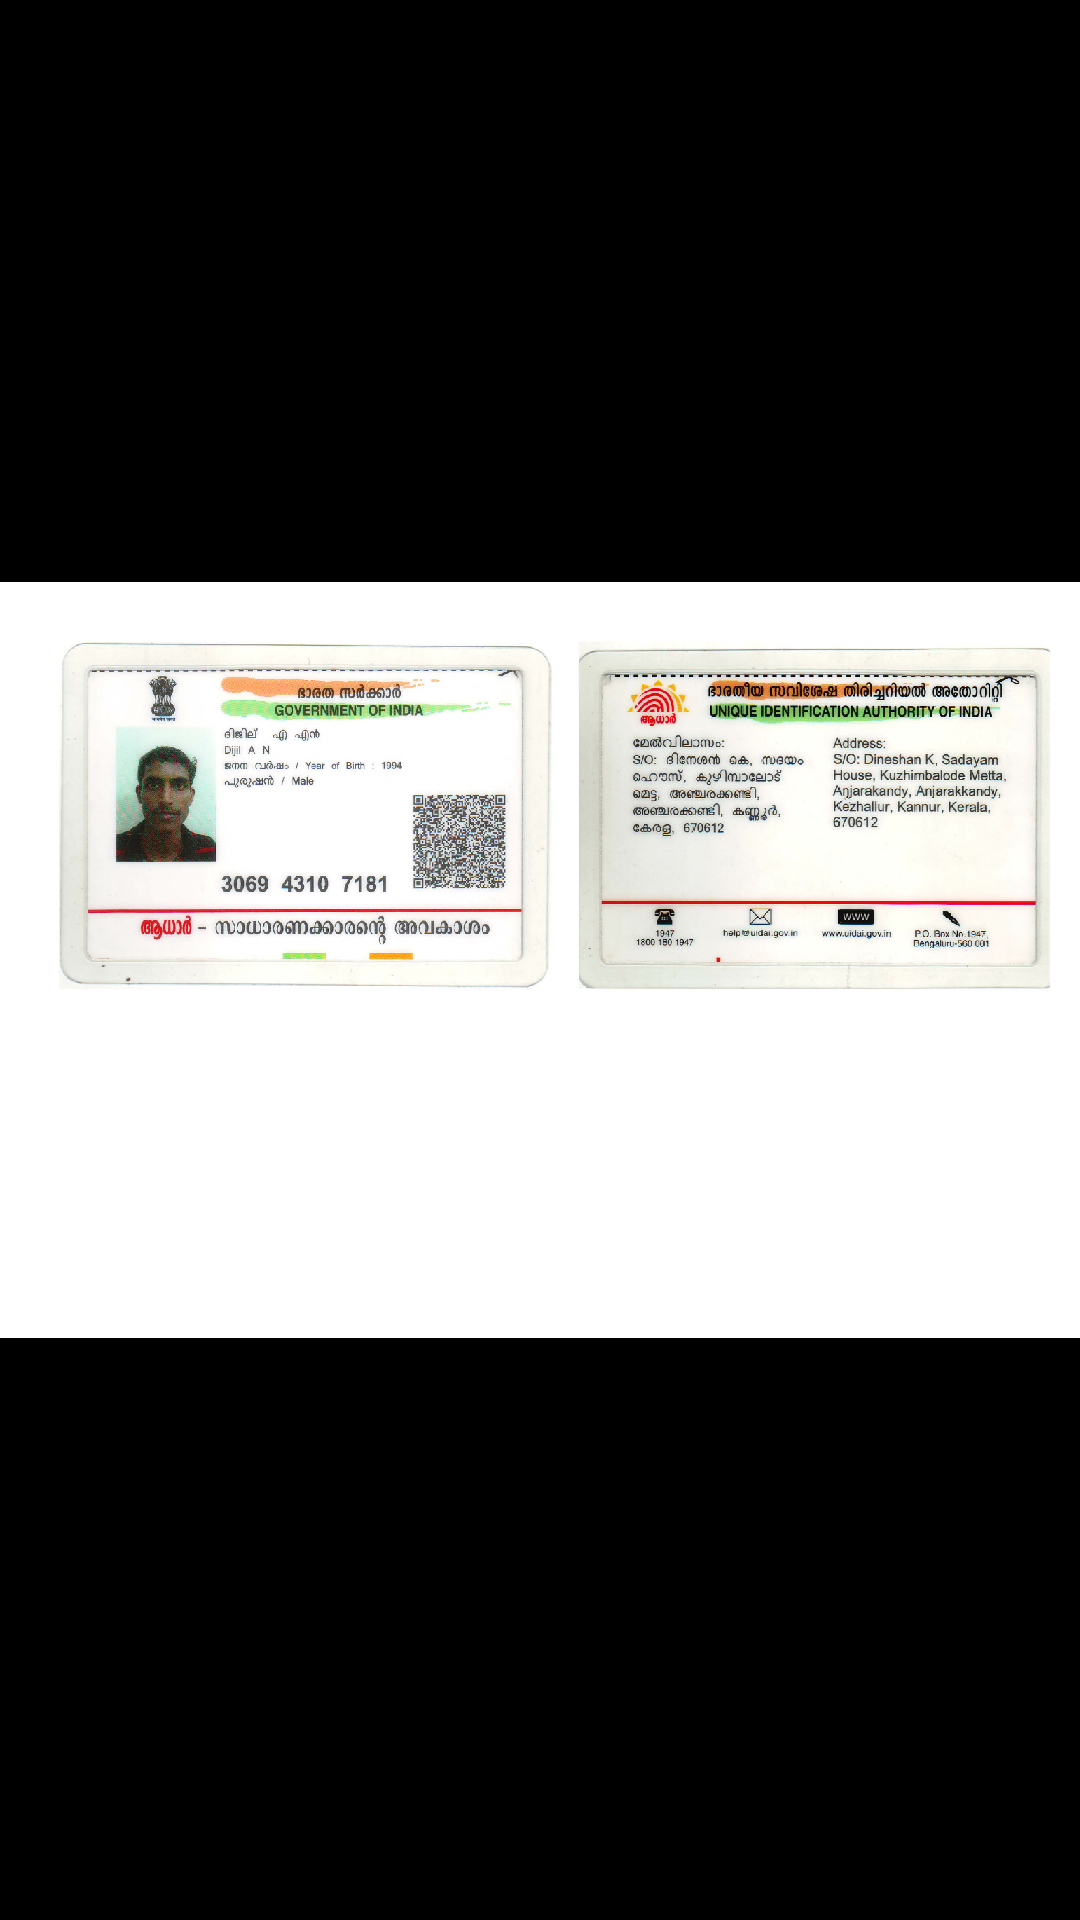 ഭാരത സർക്കാർ
GOVERNMENT OF INDIA
ദിജില് എ എൻ
Dijil A N
ജനന വർഷം / Year of Birth : 1994
പുരുഷൻ / Male
3069 4310 7181
ആധാർ – സാധാരണക്കാരന്റെ അവകാശം
ഭാരതീയ സവിശേഷ തിരിച്ചറിയൽ അതോറിറ്റി
UNIQUE IDENTIFICATION AUTHORITY OF INDIA
ആധാർ
മേൽവിലാസം:
S/O: ദിനേശൻ കെ, സദയം
ഹൌസ്, കുഴിമ്പാലോട്
മെട്ട, അഞ്ചരക്കണ്ടി,
അഞ്ചരക്കണ്ടി, കണ്ണൂർ,
കേരള, 670612
Address:
S/O: Dineshan K, Sadayam
House, Kuzhimbalode Metta,
Anjarakandy, Anjarakkandy,
Kezhallur, Kannur, Kerala,
670612
1947
1800 180 1947
help@uidai.gov.in
WWW
www.uidai.gov.in
P.O. Box No.1947,
Bengaluru-560 001